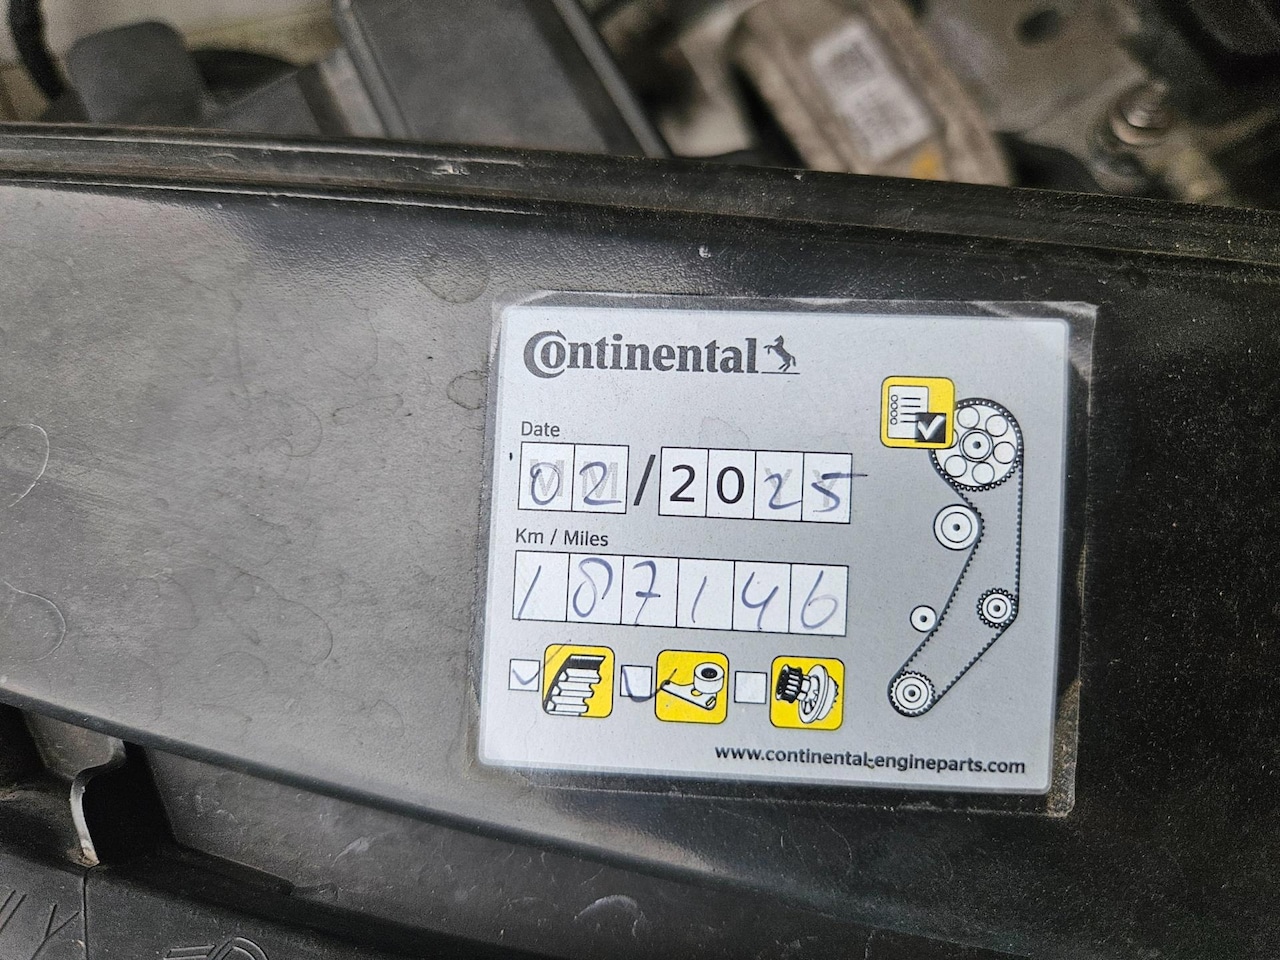 Continental
Date
02/2025
Km / Miles
187146
www.continental-engineparts.com